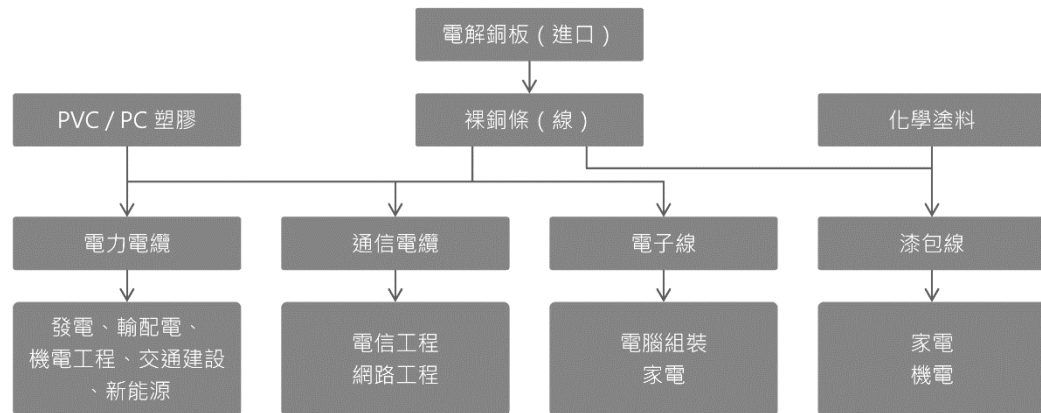 電解銅板（進口）
PVC / PC 塑膠
裸銅條（線）
化學塗料
電力電纜
通信電纜
電子線
漆包線
發電、輸配電、
機電工程、交通建設
、新能源
電信工程
網路工程
電腦組裝
家電
家電
機電